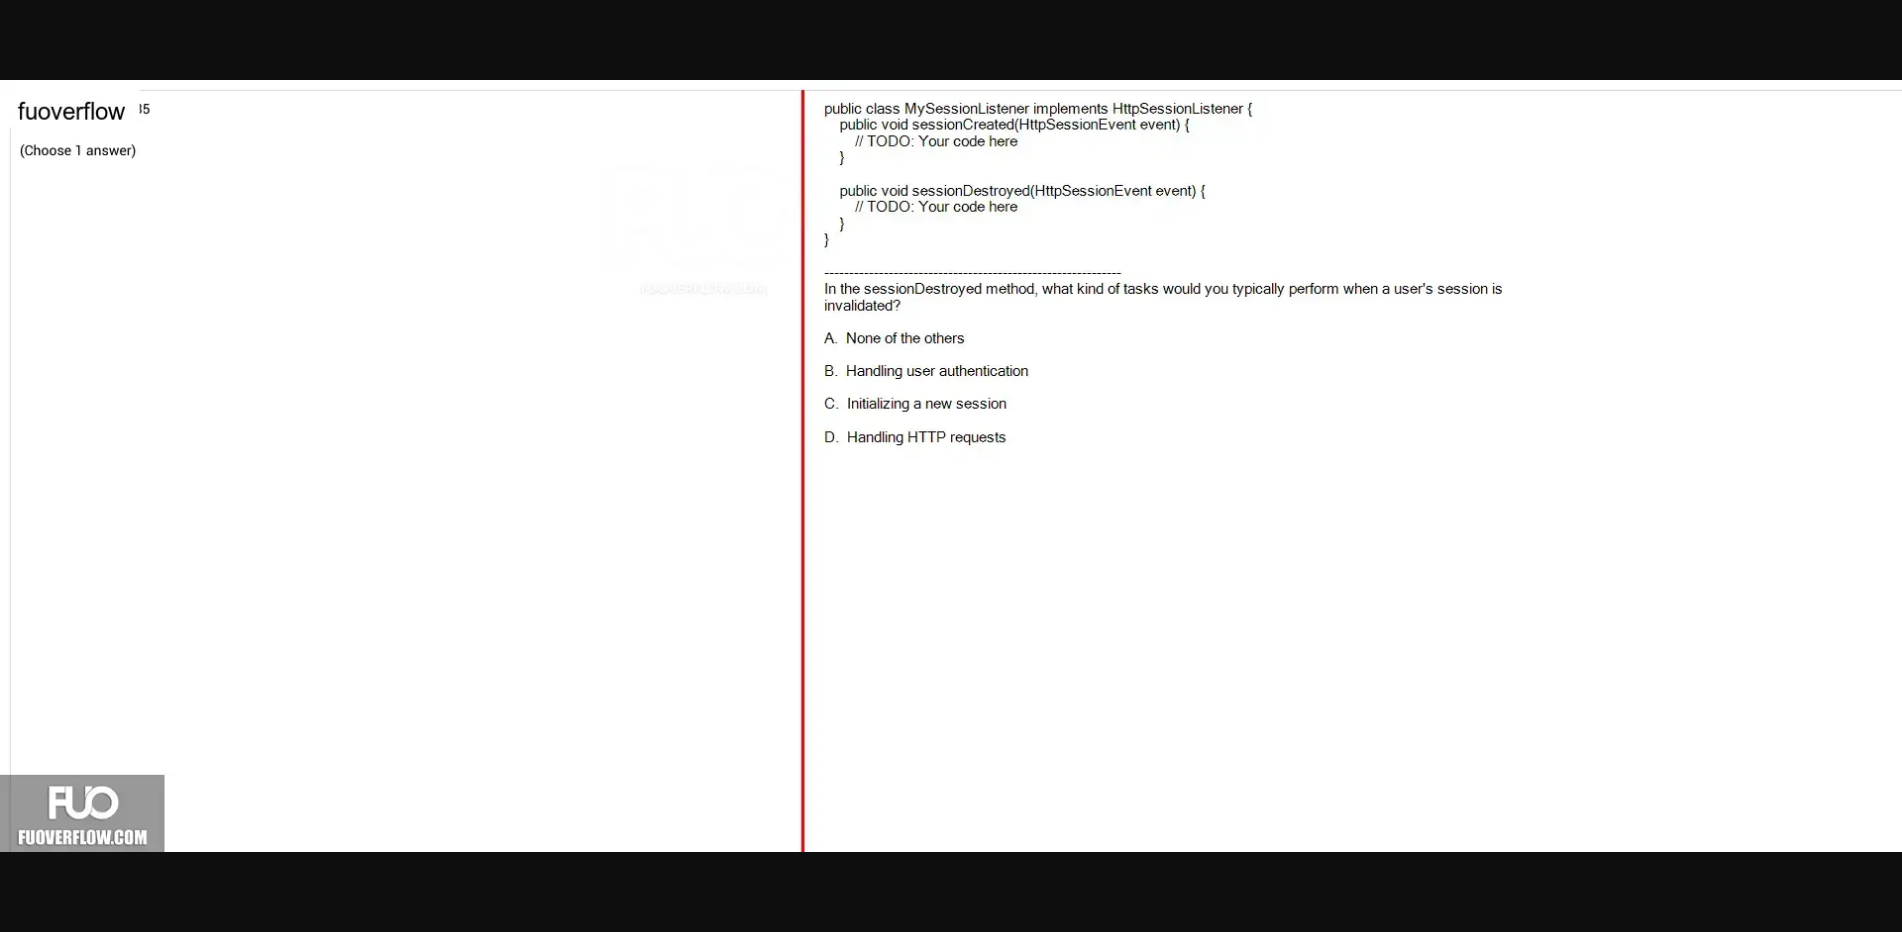 fuoverflow 35
(Choose 1 answer)
public class MySessionListener implements HttpSessionListener {
public void sessionCreated(HttpSessionEvent event) {
// TODO: Your code here
}
public void sessionDestroyed(HttpSessionEvent event) {
// TODO: Your code here
}
}
------------------------------------------------------------
In the sessionDestroyed method, what kind of tasks would you typically perform when a user's session is
invalidated?
A. None of the others
B. Handling user authentication
C. Initializing a new session
D. Handling HTTP requests
FUO
FUOVERFLOW.COM